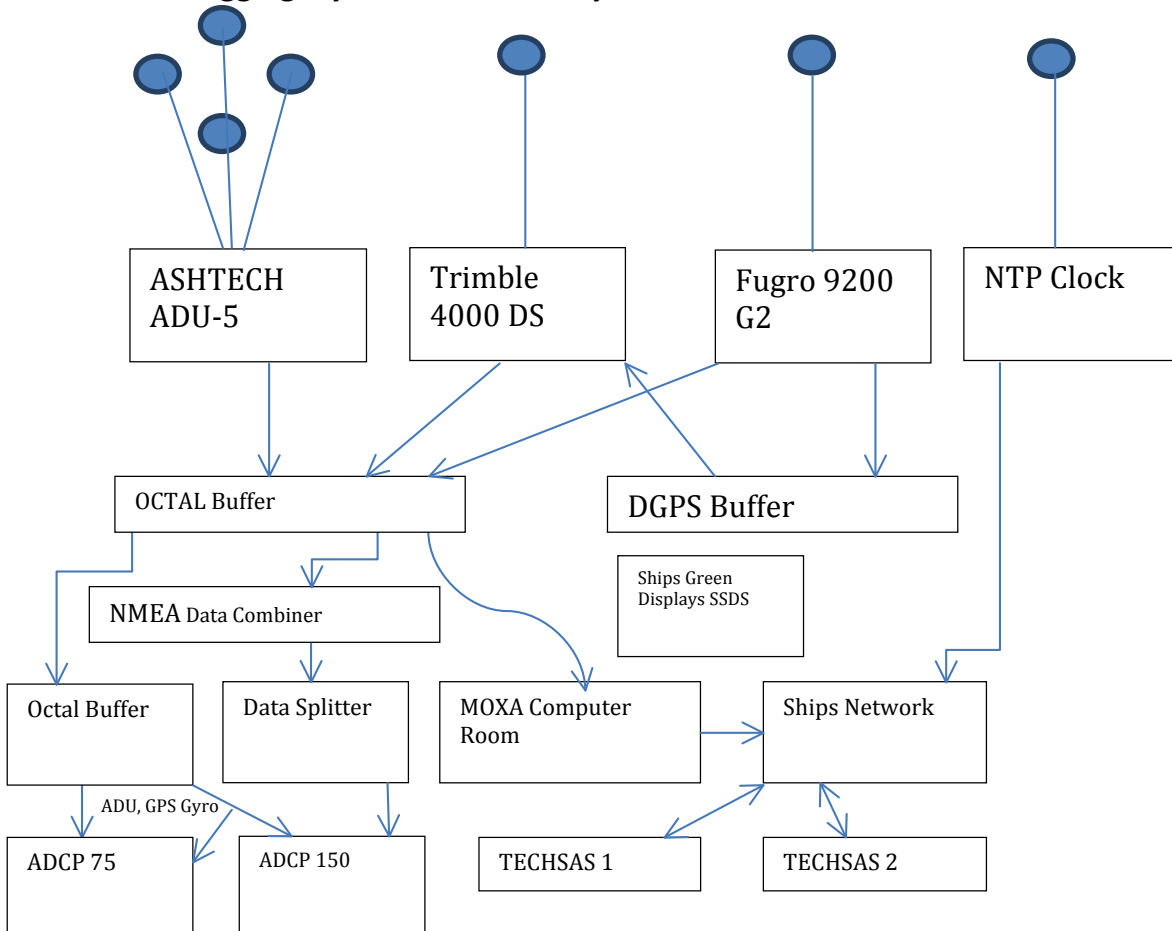 ASHTECH
ADU-5
Trimble
4000 DS
Fugro 9200
G2
NTP Clock
OCTAL Buffer
DGPS Buffer
Ships Green
Displays SSDS
NMEA Data Combiner
Octal Buffer
Data Splitter
MOXA Computer
Room
Ships Network
ADU, GPS Gyro
ADCP 75
ADCP 150
TECHSAS 1
TECHSAS 2